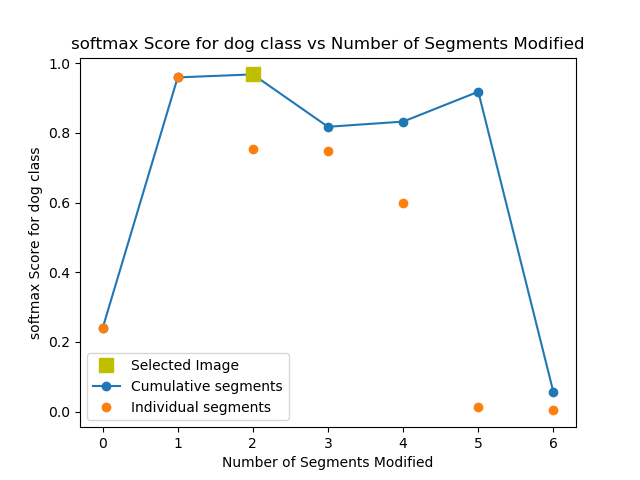 softmax Score for dog class vs Number of Segments Modified
softmax Score for dog class
1.0
0.8
0.6
0.4
0.2
0.0
Selected Image
Cumulative segments
Individual segments
0 1 2 3 4 5 6
Number of Segments Modified